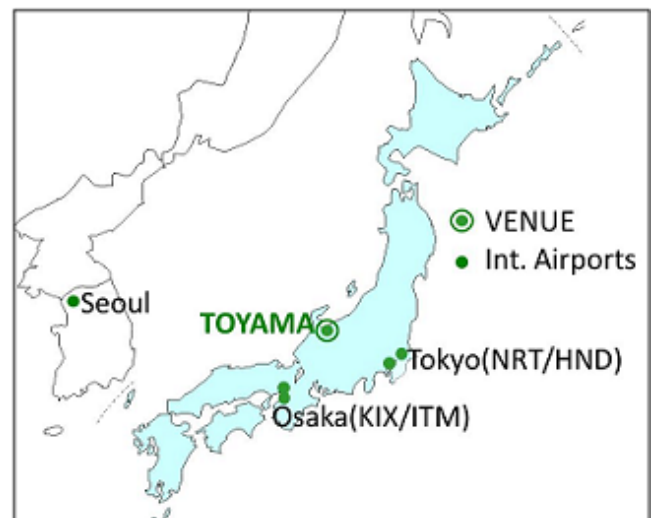 VENUE
Int. Airports
Seoul
TOYAMA
Tokyo(NRT/HND)
Osaka(KIX/ITM)